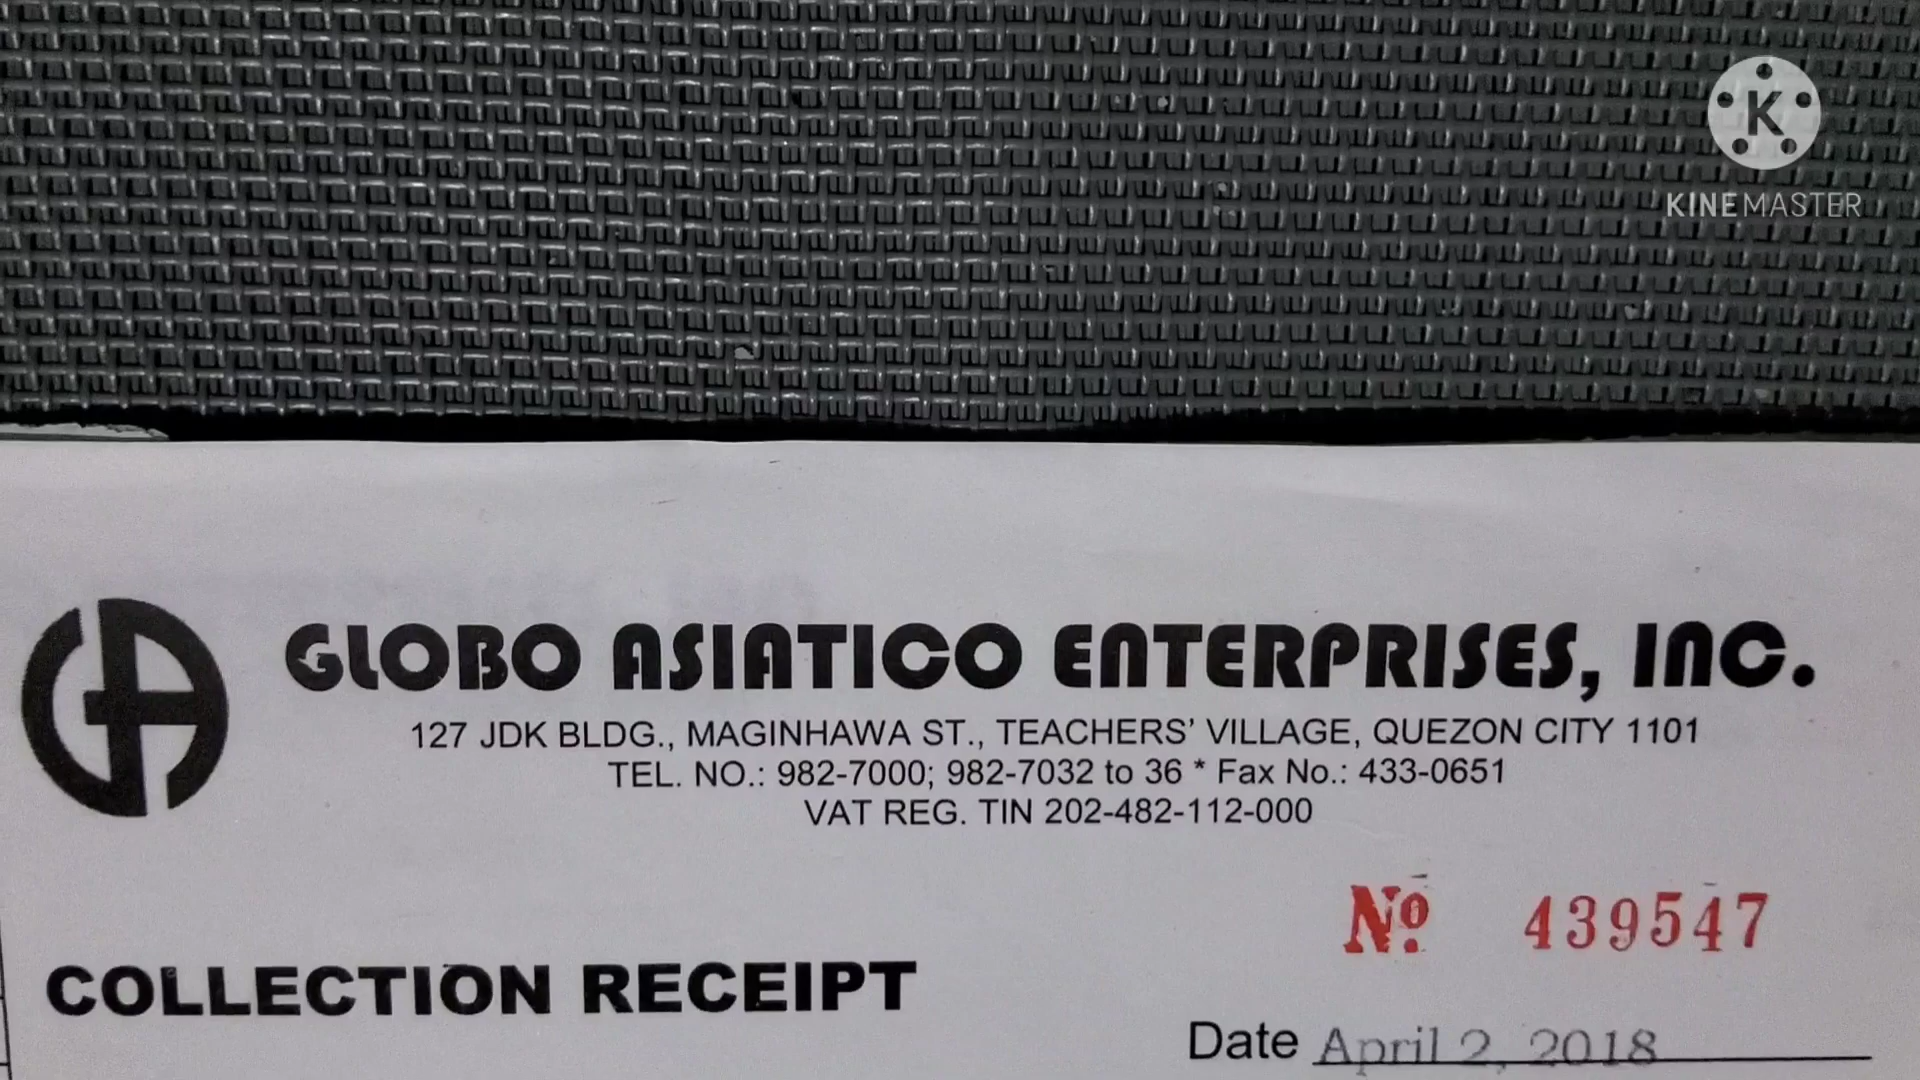 K
KINEMASTER
GLOBO ASIATICO ENTERPRISES, INC.
127 JDK BLDG., MAGINHAWA ST., TEACHERS' VILLAGE, QUEZON CITY 1101
TEL. NO.: 982-7000; 982-7032 to 36 * Fax No.: 433-0651
VAT REG. TIN 202-482-112-000
Nº 439547
COLLECTION RECEIPT
Date April 2, 2018